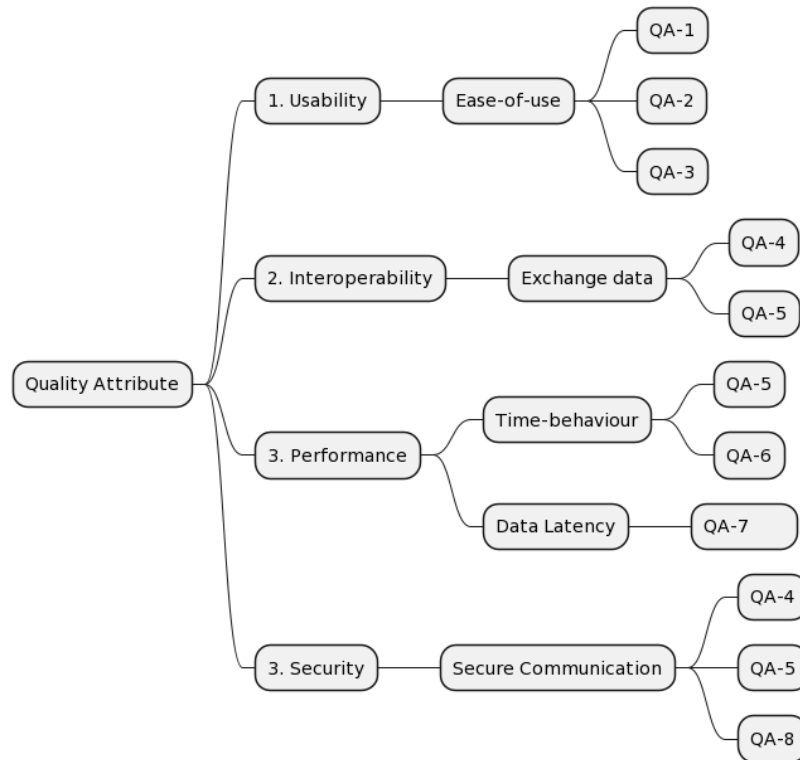 QA-1
1. Usability
Ease-of-use
QA-2
QA-3
QA-4
2. Interoperability
Exchange data
QA-5
Quality Attribute
QA-5
Time-behaviour
3. Performance
QA-6
Data Latency
QA-7
QA-4
3. Security
Secure Communication
QA-5
QA-8